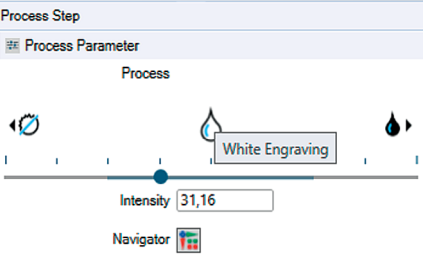 Process Step
Process Parameter
Process
White Engraving
Intensity 31,16
Navigator